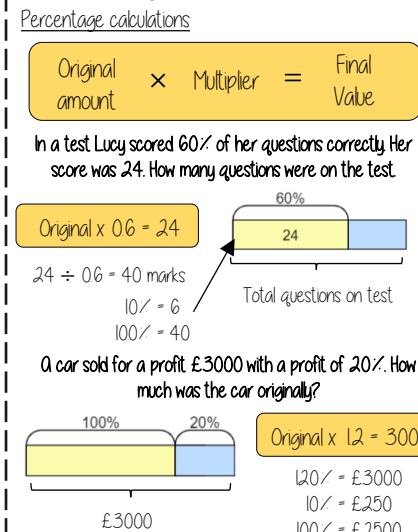 Percentage calculations
Original amount × Multiplier = Final Value
In a test Lucy scored 60% of her questions correctly. Her
score was 24. How many questions were on the test.
60%
Original x 0.6 = 24
24
24 ÷ 0.6 = 40 marks
Total questions on test
10% = 6
100% = 40
A car sold for a profit £3000 with a profit of 20%. How
much was the car originally?
100%
20%
Original x 1.2 = 300
120% = £3000
10% = £250
£3000
100% = £2500